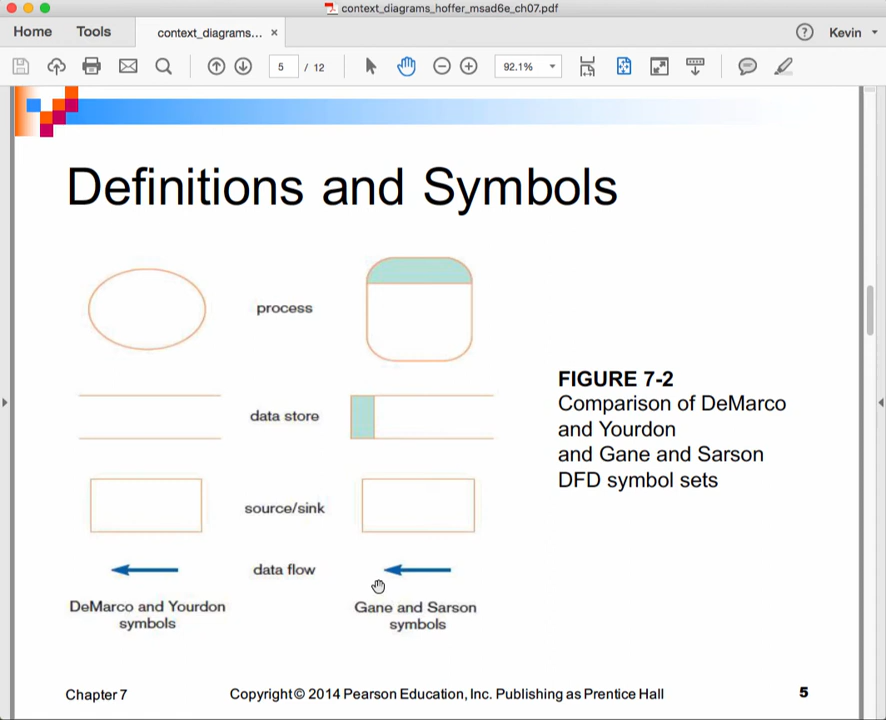 context_diagrams_hoffer_msad6e_ch07.pdf
Home Tools context_diagrams... × ? Kevin
5 / 12 92.1%
Definitions and Symbols
process
data store
source/sink
data flow
DeMarco and Yourdon
symbols
Gane and Sarson
symbols
FIGURE 7-2
Comparison of DeMarco
and Yourdon
and Gane and Sarson
DFD symbol sets
Chapter 7 Copyright © 2014 Pearson Education, Inc. Publishing as Prentice Hall 5